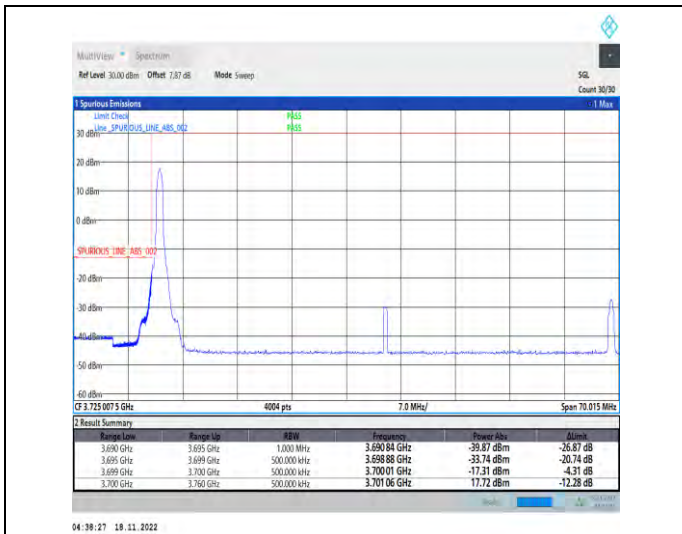 MultiView Spectrum
Ref Level 30.00 dBm Offset 7.87 dB Mode Sweep SGL
Count 30/30
1 Spurious Emissions 1 Max
Limit Check PASS
Line _SPURIOUS_LINE_ABS_002 PASS
30 dBm
20 dBm
10 dBm
0 dBm
_SPURIOUS_LINE_ABS_002
-20 dBm
-30 dBm
-40 dBm
-50 dBm
-60 dBm
CF 3.725 007 5 GHz 4004 pts 7.0 MHz/ Span 70.015 MHz
2 Result Summary
Range Low Range Up RBW Frequency Power Abs ΔLimit
3.690 GHz 3.695 GHz 1.000 MHz 3.690 84 GHz -39.87 dBm -26.87 dB
3.695 GHz 3.699 GHz 500.000 kHz 3.698 88 GHz -33.74 dBm -20.74 dB
3.699 GHz 3.700 GHz 500.000 kHz 3.700 01 GHz -17.31 dBm -4.31 dB
3.700 GHz 3.760 GHz 500.000 kHz 3.701 06 GHz 17.72 dBm -12.28 dB
04:38:27 18.11.2022